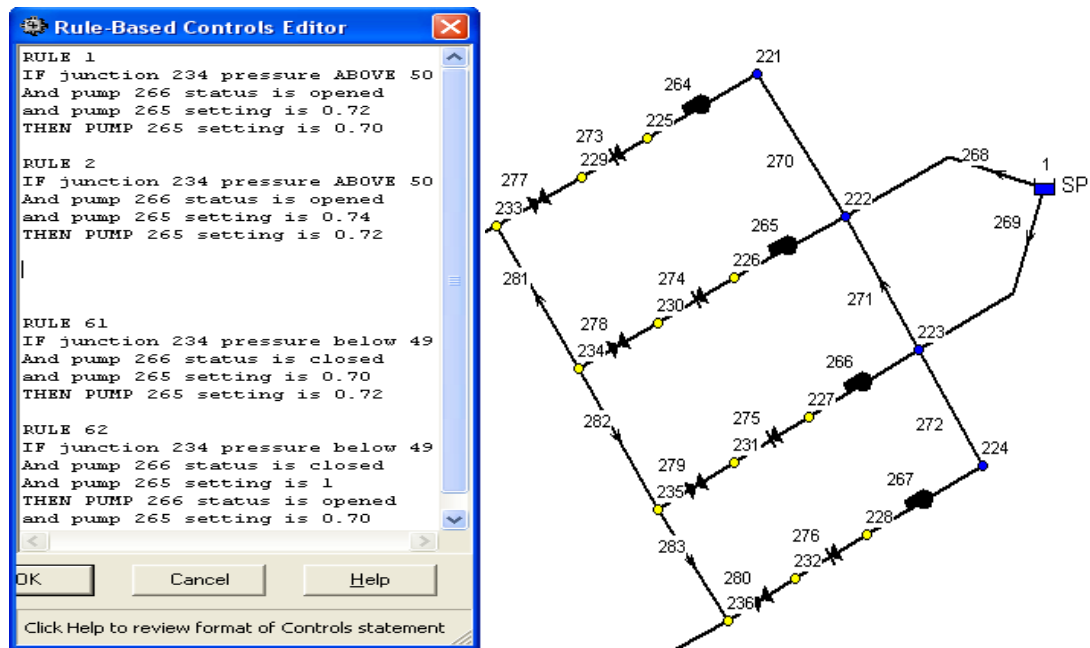 Rule-Based Controls Editor
RULE 1
IF junction 234 pressure ABOVE 50
And pump 266 status is opened
and pump 265 setting is 0.72
THEN PUMP 265 setting is 0.70
RULE 2
IF junction 234 pressure ABOVE 50
And pump 266 status is opened
and pump 265 setting is 0.74
THEN PUMP 265 setting is 0.72
RULE 61
IF junction 234 pressure below 49
And pump 266 status is closed
and pump 265 setting is 0.70
THEN PUMP 265 setting is 0.72
RULE 62
IF junction 234 pressure below 49
And pump 266 status is closed
And pump 265 setting is 1
THEN PUMP 266 status is opened
and pump 265 setting is 0.70
OK Cancel Help
Click Help to review format of Controls statement
221
264
225
273
229
277
233
270
268
1
SP
222
269
265
226
281
274
230
278
234
271
223
266
227
282
275
231
279
235
272
224
267
228
283
276
232
280
236